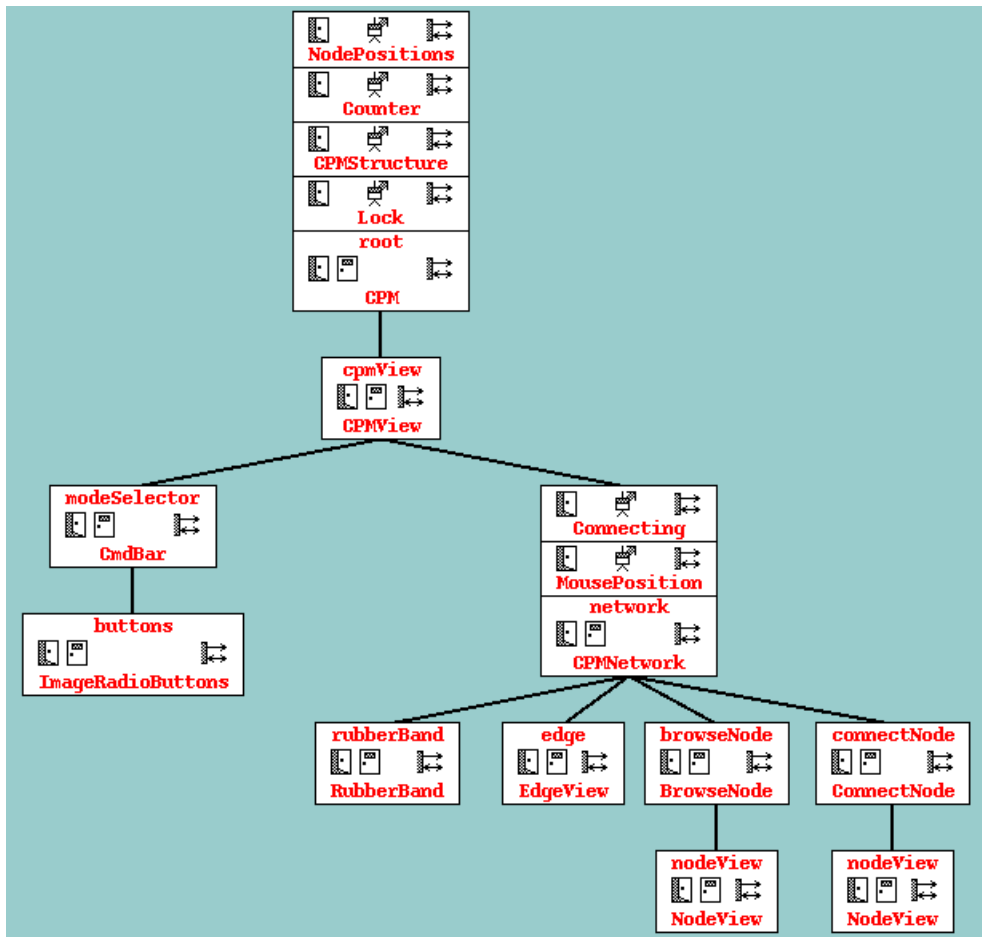 NodePositions
Counter
CPMStructure
Lock
root
CPM
cpmView
CPMView
modeSelector
CmdBar
buttons
ImageRadioButtons
Connecting
MousePosition
network
CPMNetwork
rubberBand
RubberBand
edge
EdgeView
browseNode
BrowseNode
connectNode
ConnectNode
nodeView
NodeView
nodeView
NodeView